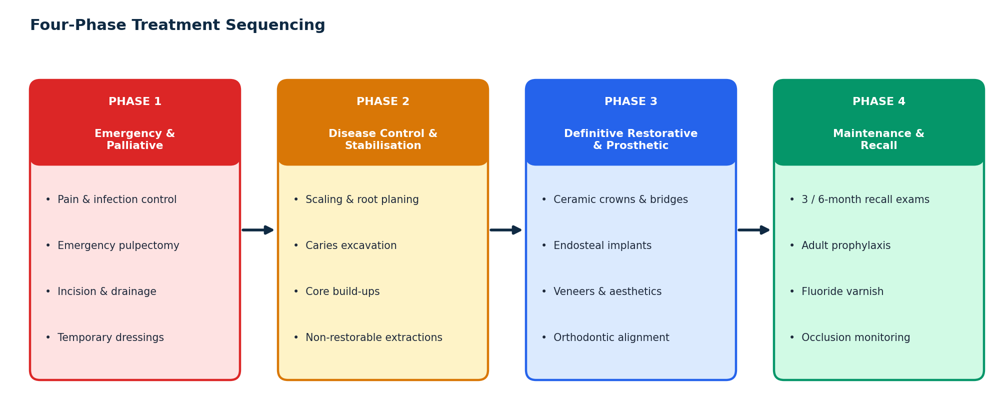 Four-Phase Treatment Sequencing
PHASE 1
Emergency &
Palliative
• Pain & infection control
• Emergency pulpectomy
• Incision & drainage
• Temporary dressings
PHASE 2
Disease Control &
Stabilisation
• Scaling & root planing
• Caries excavation
• Core build-ups
• Non-restorable extractions
PHASE 3
Definitive Restorative
& Prosthetic
• Ceramic crowns & bridges
• Endosteal implants
• Veneers & aesthetics
• Orthodontic alignment
PHASE 4
Maintenance &
Recall
• 3 / 6-month recall exams
• Adult prophylaxis
• Fluoride varnish
• Occlusion monitoring